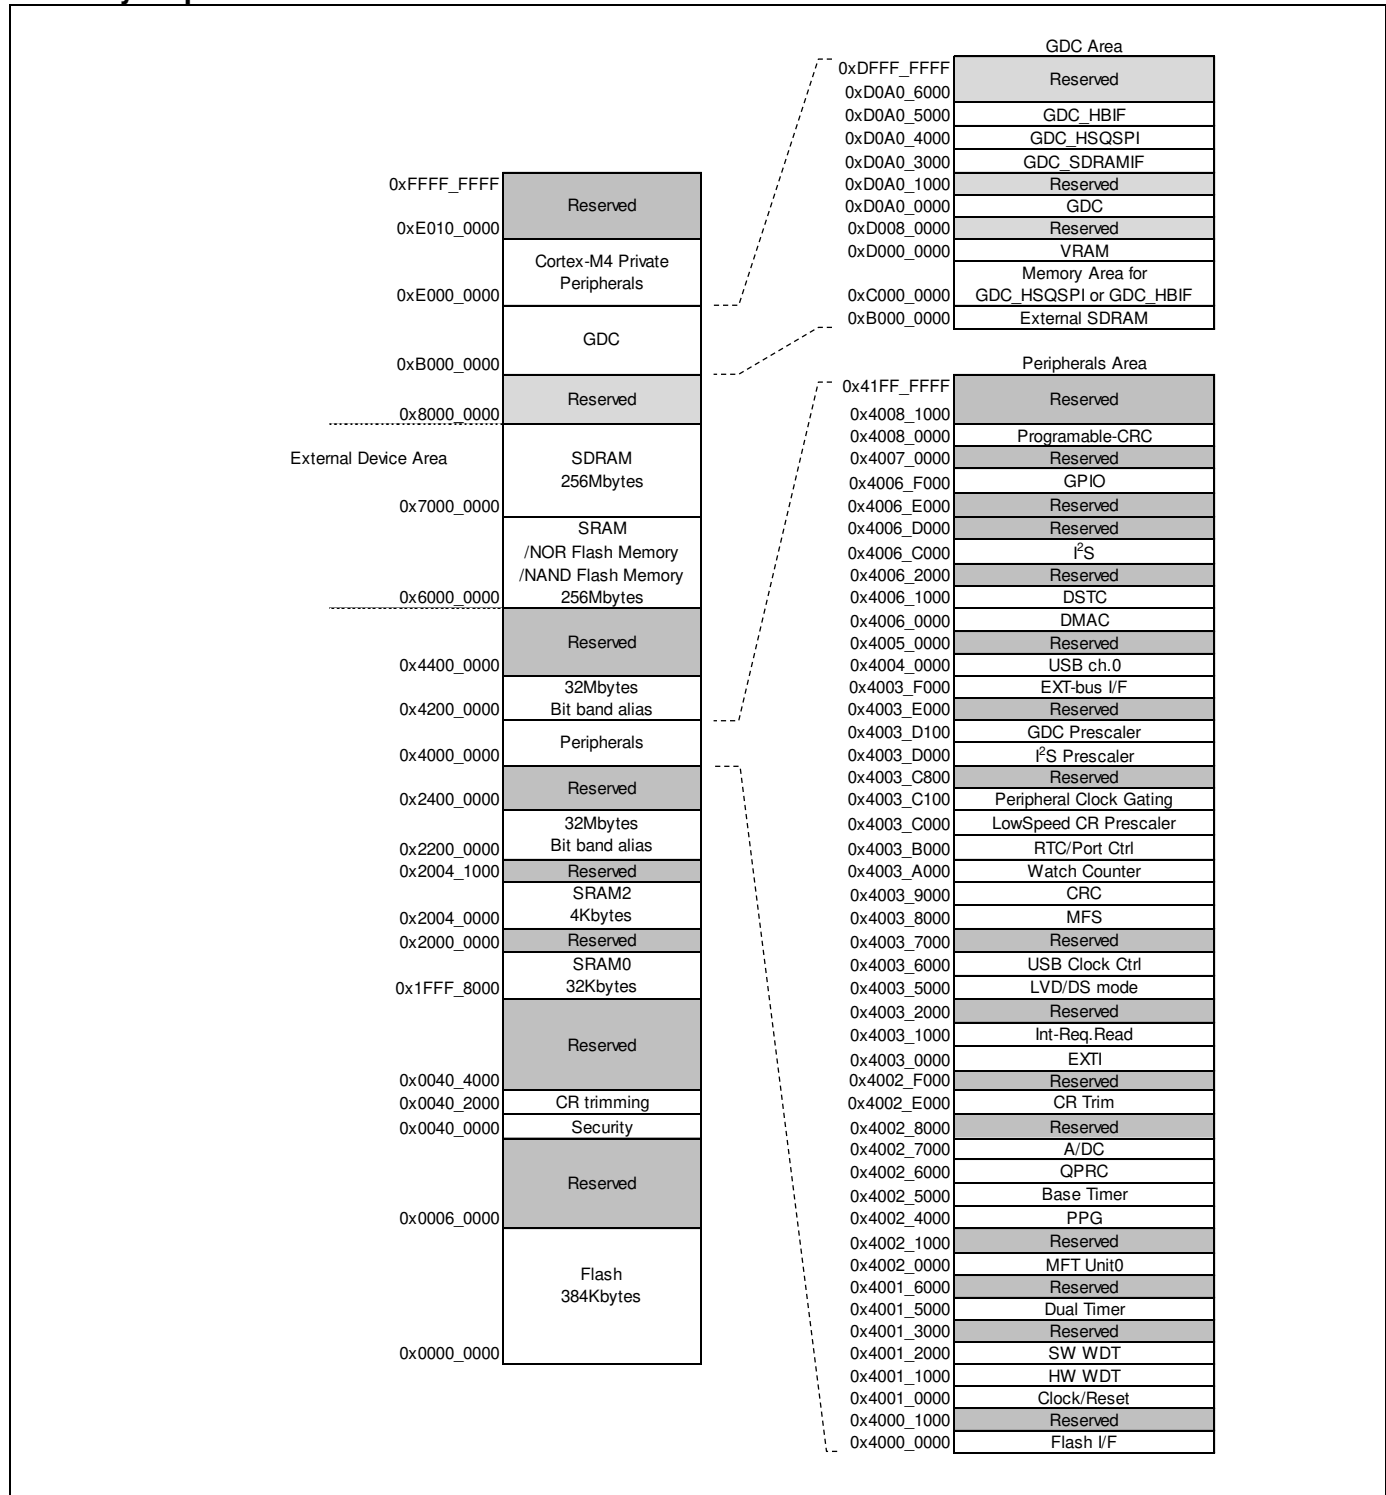 GDC Area
0xDFFF_FFFF
Reserved
0xD0A0_6000
0xD0A0_5000 GDC_HBIF
0xD0A0_4000 GDC_HSQSPI
0xD0A0_3000 GDC_SDRAMIF
0xD0A0_1000 Reserved
0xD0A0_0000 GDC
0xD008_0000 Reserved
0xD000_0000 VRAM
Memory Area for
0xC000_0000 GDC_HSQSPI or GDC_HBIF
0xB000_0000 External SDRAM
0xFFFF_FFFF
Reserved
0xE010_0000
Cortex-M4 Private
Peripherals
0xE000_0000
GDC
0xB000_0000
Reserved
0x8000_0000
External Device Area
SDRAM
256Mbytes
0x7000_0000
SRAM
/NOR Flash Memory
/NAND Flash Memory
0x6000_0000 256Mbytes
Reserved
0x4400_0000
32Mbytes
0x4200_0000 Bit band alias
Peripherals
0x4000_0000
Reserved
0x2400_0000
32Mbytes
Bit band alias
0x2200_0000
0x2004_1000 Reserved
SRAM2
0x2004_0000 4Kbytes
0x2000_0000 Reserved
SRAM0
0x1FFF_8000 32Kbytes
Reserved
0x0040_4000
0x0040_2000 CR trimming
0x0040_0000 Security
Reserved
0x0006_0000
Flash
384Kbytes
0x0000_0000
Peripherals Area
0x41FF_FFFF
Reserved
0x4008_1000
0x4008_0000 Programable-CRC
0x4007_0000 Reserved
0x4006_F000 GPIO
0x4006_E000 Reserved
0x4006_D000 Reserved
0x4006_C000 I²S
0x4006_2000 Reserved
0x4006_1000 DSTC
0x4006_0000 DMAC
0x4005_0000 Reserved
0x4004_0000 USB ch.0
0x4003_F000 EXT-bus I/F
0x4003_E000 Reserved
0x4003_D100 GDC Prescaler
0x4003_D000 I²S Prescaler
0x4003_C800 Reserved
0x4003_C100 Peripheral Clock Gating
0x4003_C000 LowSpeed CR Prescaler
0x4003_B000 RTC/Port Ctrl
0x4003_A000 Watch Counter
0x4003_9000 CRC
0x4003_8000 MFS
0x4003_7000 Reserved
0x4003_6000 USB Clock Ctrl
0x4003_5000 LVD/DS mode
0x4003_2000 Reserved
0x4003_1000 Int-Req.Read
0x4003_0000 EXTI
0x4002_F000 Reserved
0x4002_E000 CR Trim
0x4002_8000 Reserved
0x4002_7000 A/DC
0x4002_6000 QPRC
0x4002_5000 Base Timer
0x4002_4000 PPG
0x4002_1000 Reserved
0x4002_0000 MFT Unit0
0x4001_6000 Reserved
0x4001_5000 Dual Timer
0x4001_3000 Reserved
0x4001_2000 SW WDT
0x4001_1000 HW WDT
0x4001_0000 Clock/Reset
0x4000_1000 Reserved
0x4000_0000 Flash I/F